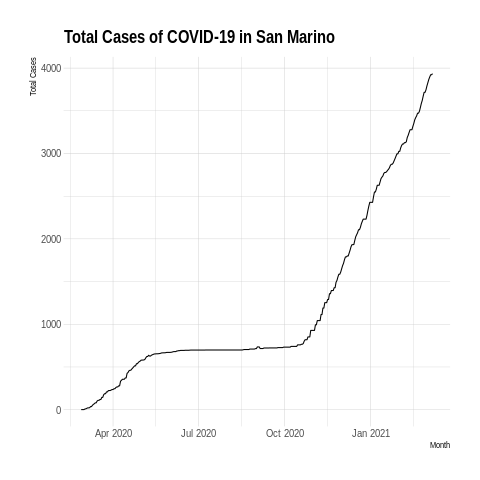 Total Cases of COVID-19 in San Marino
Total Cases
4000
3000
2000
1000
0
Apr 2020
Jul 2020
Oct 2020
Jan 2021
Month